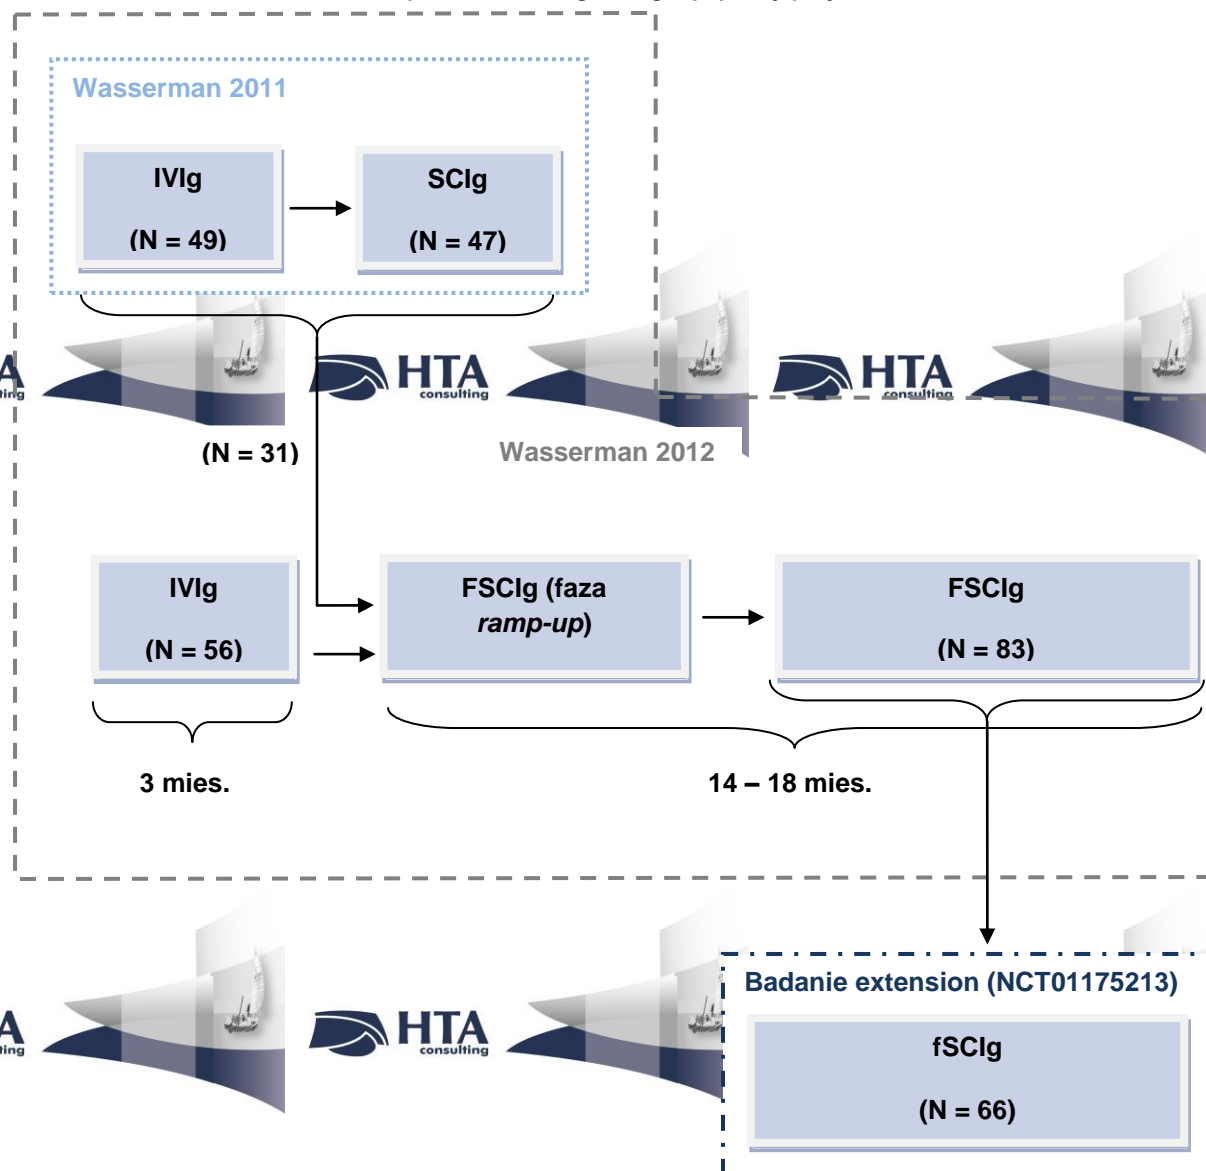 Wasserman 2011
IVIg
(N = 49)
SCIg
(N = 47)
HTA
consulting
HTA
consulting
(N = 31)
Wasserman 2012
IVIg
(N = 56)
FSCIg (faza
ramp-up)
FSCIg
(N = 83)
3 mies.
14 – 18 mies.
Badanie extension (NCT01175213)
HTA
consulting
fSCIg
(N = 66)